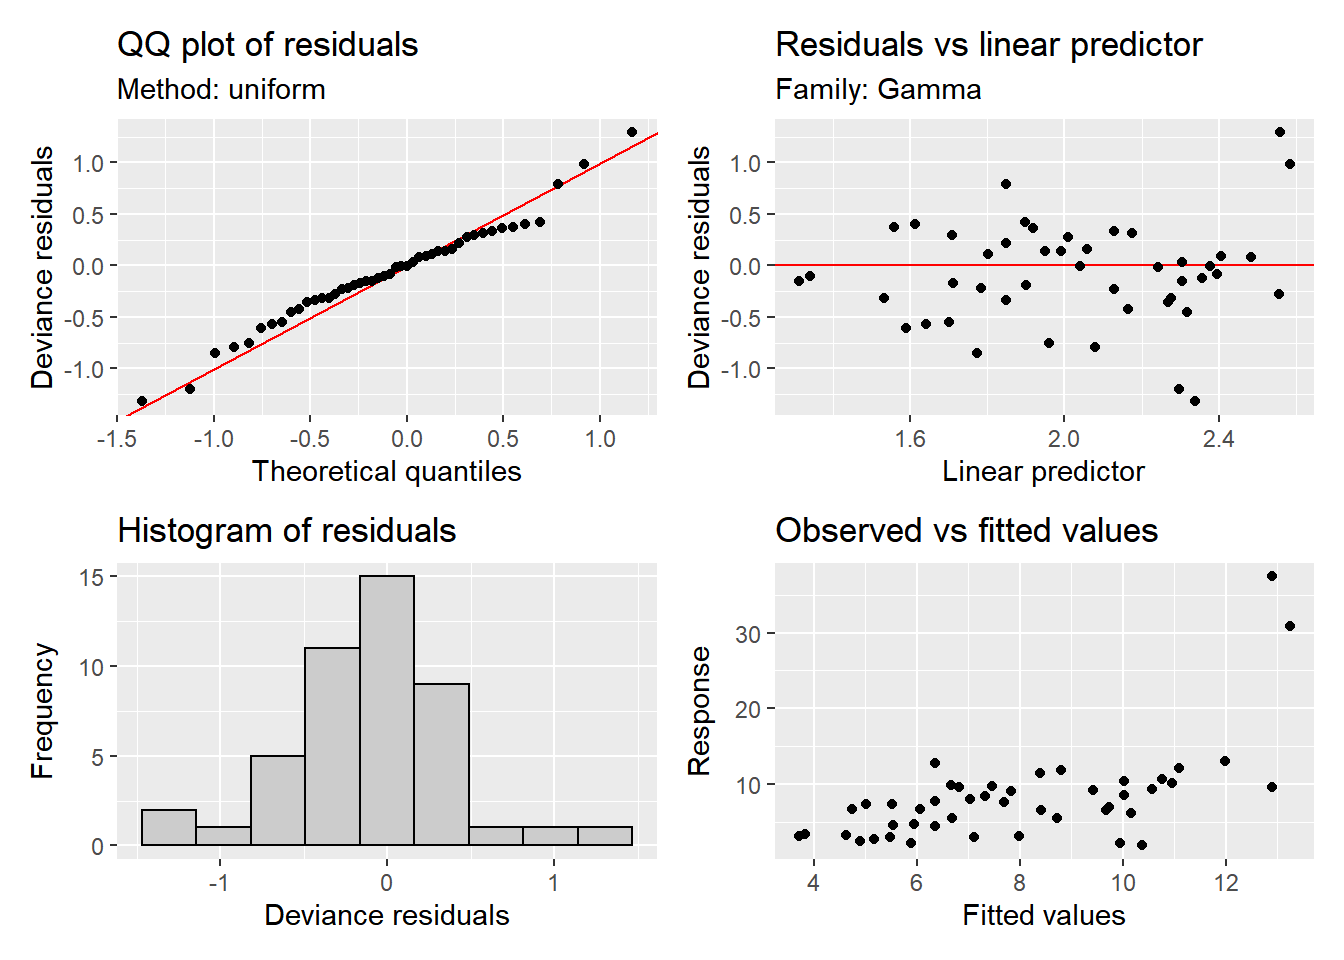 QQ plot of residuals
Method: uniform
Deviance residuals
1.0
0.5
0.0
-0.5
-1.0
-1.5
-1.0
-0.5
0.0
0.5
1.0
Theoretical quantiles
Residuals vs linear predictor
Family: Gamma
Deviance residuals
1.0
0.5
0.0
-0.5
-1.0
1.6
2.0
2.4
Linear predictor
Histogram of residuals
Frequency
15
10
5
0
-1
0
1
Deviance residuals
Observed vs fitted values
Response
30
20
10
4
6
8
10
12
Fitted values